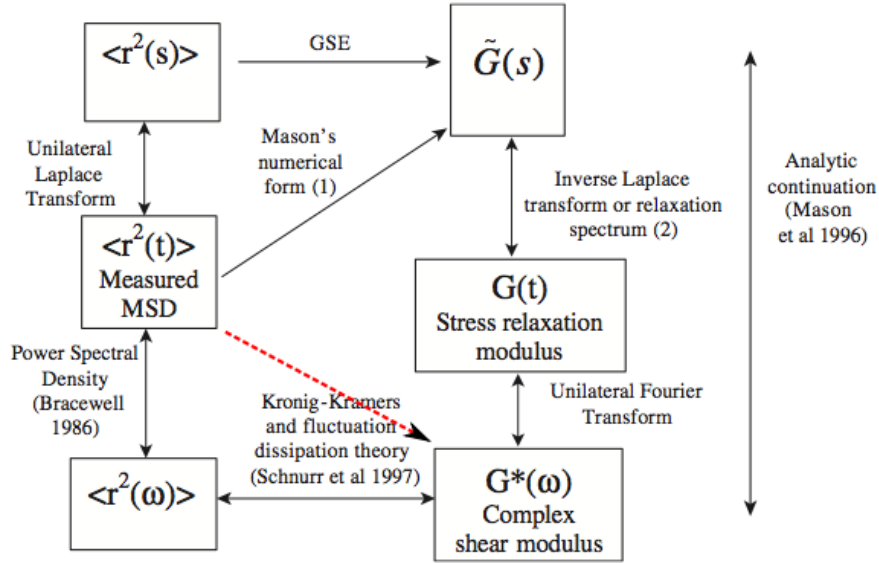 <r²(s)>
GSE
G̃(s)
Unilateral
Laplace
Transform
Mason's
numerical
form (1)
Inverse Laplace
transform or relaxation
spectrum (2)
Analytic
continuation
(Mason
et al 1996)
<r²(t)>
Measured
MSD
G(t)
Stress relaxation
modulus
Power Spectral
Density
(Bracewell
1986)
Kronig-Kramers
and fluctuation
dissipation theory
(Schnurr et al 1997)
Unilateral Fourier
Transform
<r²(ω)>
G*(ω)
Complex
shear modulus